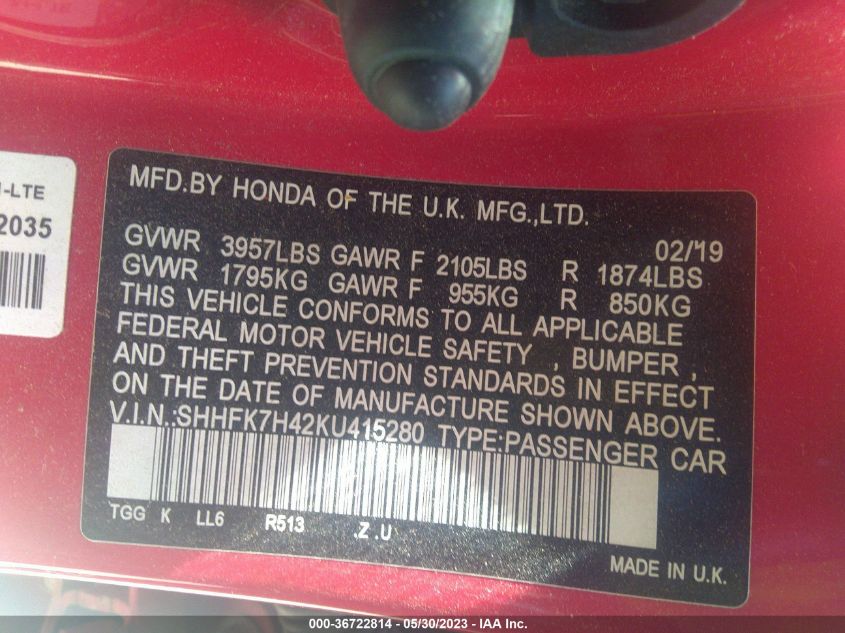 -LTE
2035
MFD.BY HONDA OF THE U.K. MFG.,LTD.
02/'19
GVWR 3957LBS GAWR F 2105LBS R 1874LBS
GVWR 1795KG GAWR F 955KG R 850KG
THIS VEHICLE CONFORMS TO ALL APPLICABLE
FEDERAL MOTOR VEHICLE SAFETY , BUMPER ,
AND THEFT PREVENTION STANDARDS IN EFFECT
ON THE DATE OF MANUFACTURE SHOWN ABOVE.
V.I.N.:SHHFK7H42KU415280 TYPE:PASSENGER CAR
TGG K LL6 R513 .Z .U
MADE IN U.K.
000-36722814 - 05/30/2023 - IAA Inc.